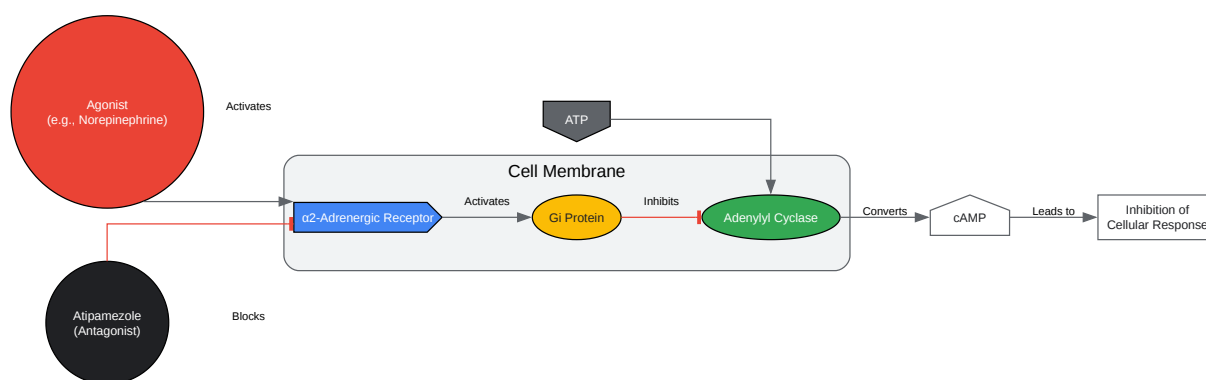 Agonist
(e.g., Norepinephrine)
Activates
ATP
Cell Membrane
α2-Adrenergic Receptor
Activates
Gi Protein
Inhibits
Adenylyl Cyclase
Converts
cAMP
Leads to
Inhibition of
Cellular Response
Atipamezole
(Antagonist)
Blocks